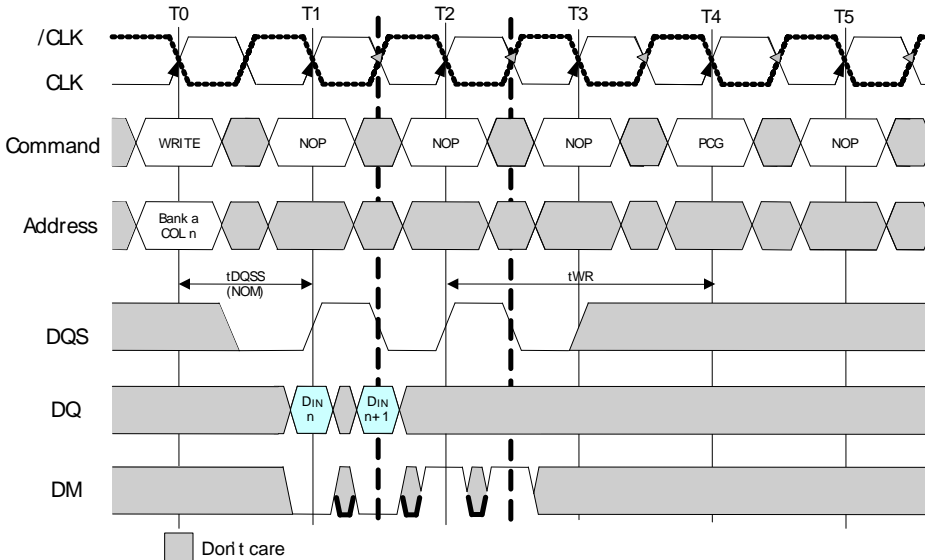 T0 T1 T2 T3 T4 T5
/CLK
CLK
Command WRITE NOP NOP NOP PCG NOP
Address Bank a
COL n
tDQSS
(NOM)
tWR
DQS
DQ DIN
n
DIN
n+1
DM
Don't care